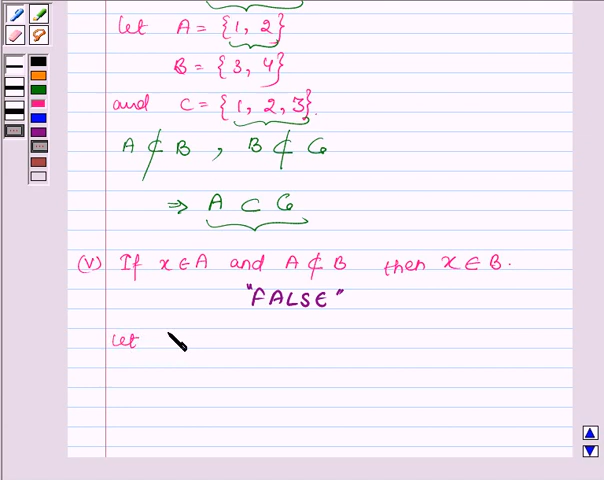 let A = {1, 2}
B = {3, 4}
and C = {1, 2, 3}.
A ⊄ B , B ⊄ C
⇒ A ⊂ C
(V) If x ∈ A and A ⊄ B then x ∈ B.
"FALSE"
let